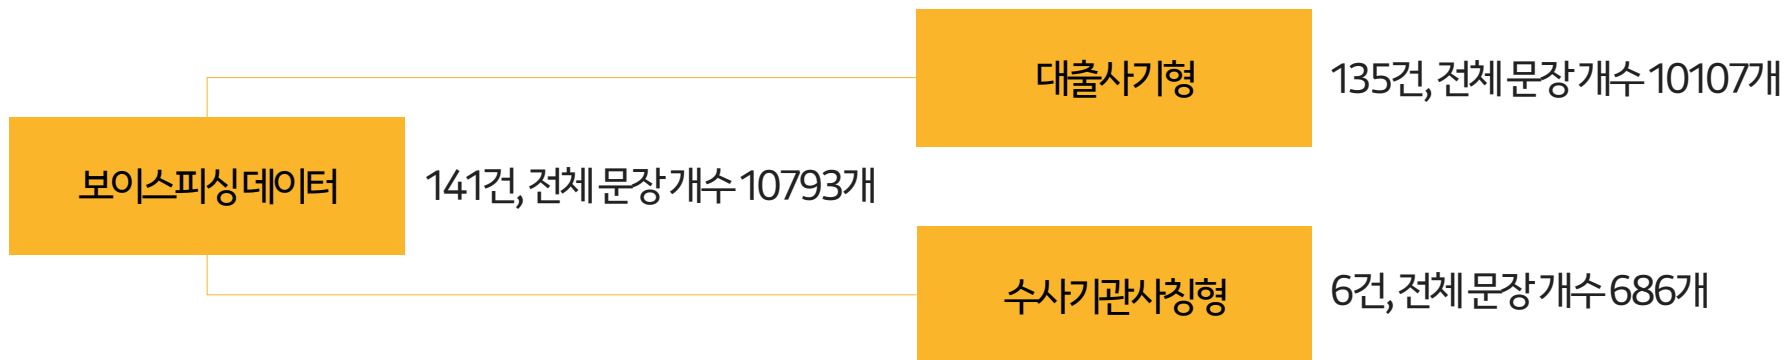 보이스피싱 데이터
141건, 전체 문장 개수 10793개
대출사기형
135건, 전체 문장 개수 10107개
수사기관사칭형
6건, 전체 문장 개수 686개